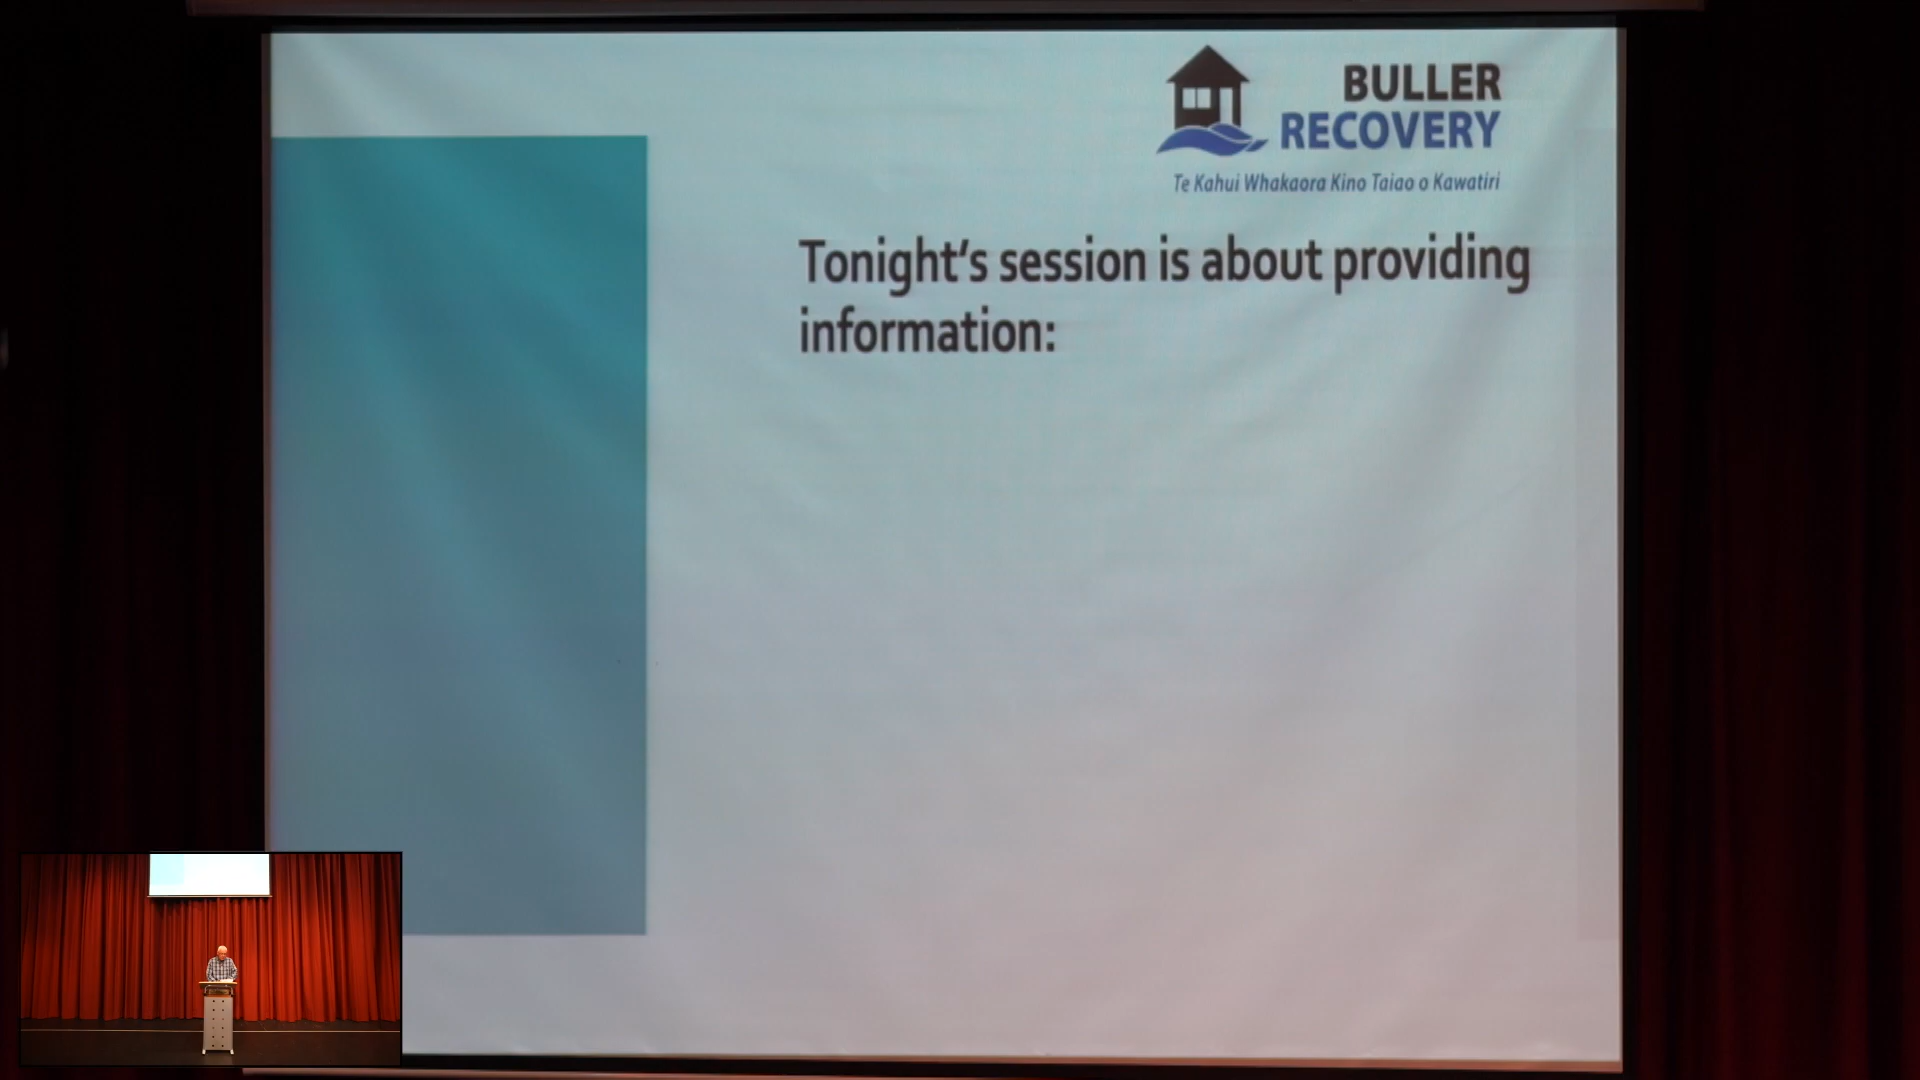 BULLER
RECOVERY
Te Kahui Whakaora Kino Taiao o Kawatiri
Tonight's session is about providing
information: